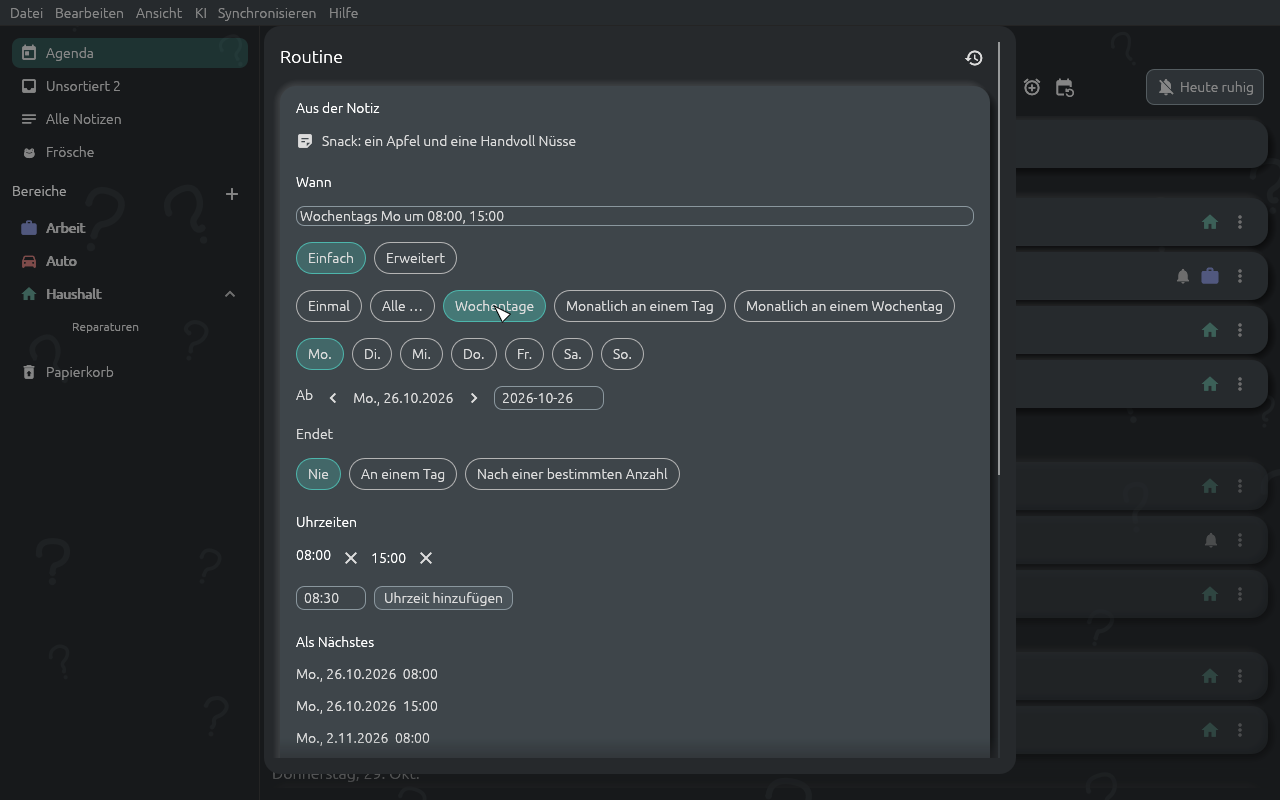 Datei Bearbeiten Ansicht KI Synchronisieren Hilfe
Agenda
Unsortiert 2
Alle Notizen
Frösche
Bereiche
Arbeit
Auto
Haushalt
Reparaturen
Papierkorb
Routine
Heute ruhig
Aus der Notiz
Snack: ein Apfel und eine Handvoll Nüsse
Wann
Wochentags Mo um 08:00, 15:00
Einfach Erweitert
Einmal Alle ... Wochentage Monatlich an einem Tag Monatlich an einem Wochentag
Mo. Di. Mi. Do. Fr. Sa. So.
Ab Mo., 26.10.2026 2026-10-26
Endet
Nie An einem Tag Nach einer bestimmten Anzahl
Uhrzeiten
08:00 15:00
08:30 Uhrzeit hinzufügen
Als Nächstes
Mo., 26.10.2026 08:00
Mo., 26.10.2026 15:00
Mo., 2.11.2026 08:00
Donnerstag, 29. Okt.